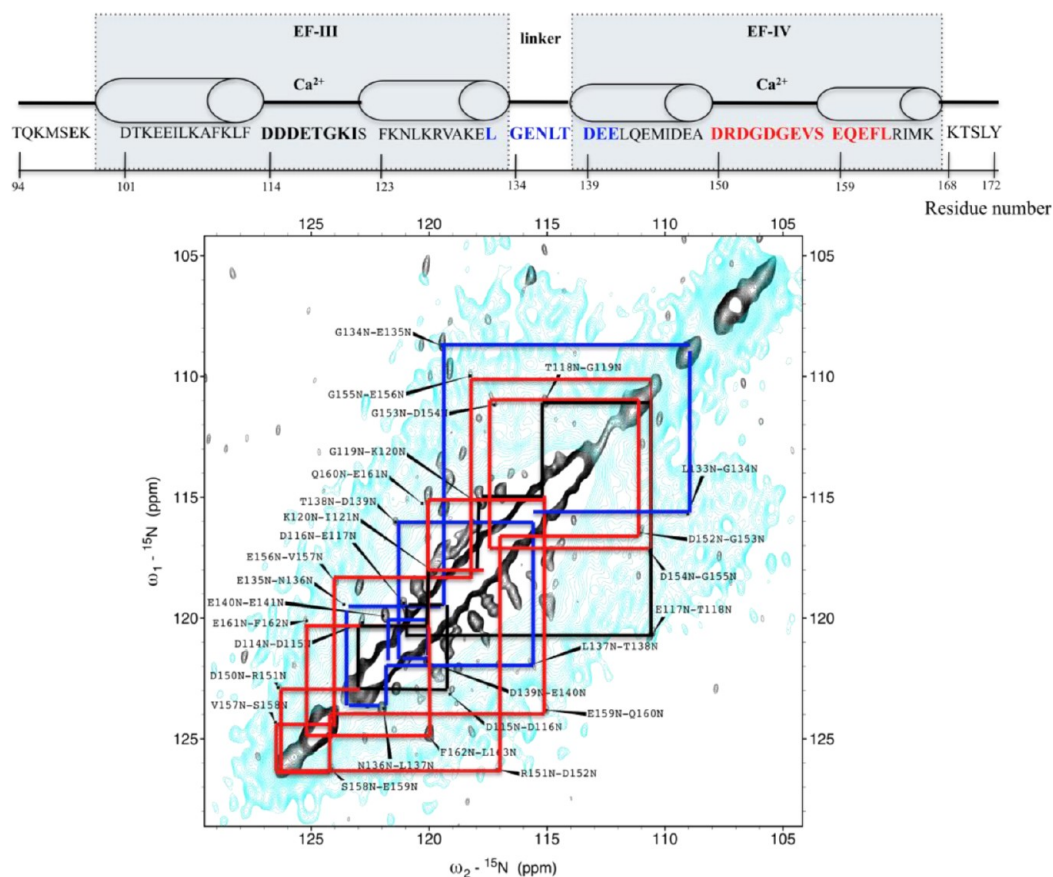 EF-III linker EF-IV
Ca²⁺ Ca²⁺
TQKMSEK DTKEEILKAFKLF DDDETGKIS FKNLKRVAKEL GENLT DEELQEMIDEA DRDGDGEVS EQEFLRIMK KTSLY
94 101 114 123 134 139 150 159 168 172
Residue number
125 120 115 110 105
105
105
G134N-E135N
110
110
T118N-G119N
G155N-E156N
G153N-D154N
G119N-K120N
L133N-G134N
Q160N-E161N
115
115
T138N-D139N
K120N-I121N
D116N-E117N
D152N-G153N
E156N-V157N
D154N-G155N
E135N-N136N
E140N-E141N
E117N-T118N
120
120
E161N-F162N
D114N-D115N
L137N-T138N
D150N-R151N
D139N-E140N
V157N-S158N
E159N-Q160N
D115N-D116N
125
125
F162N-L163N
N136N-L137N
R151N-D152N
S158N-E159N
125 120 115 110 105
ω₁ - ¹⁵N (ppm)
ω₂ - ¹⁵N (ppm)